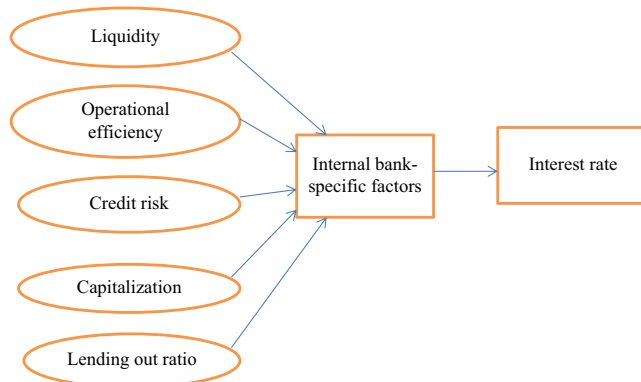 Liquidity
Operational
efficiency
Credit risk
Capitalization
Lending out ratio
Internal bank-
specific factors
Interest rate